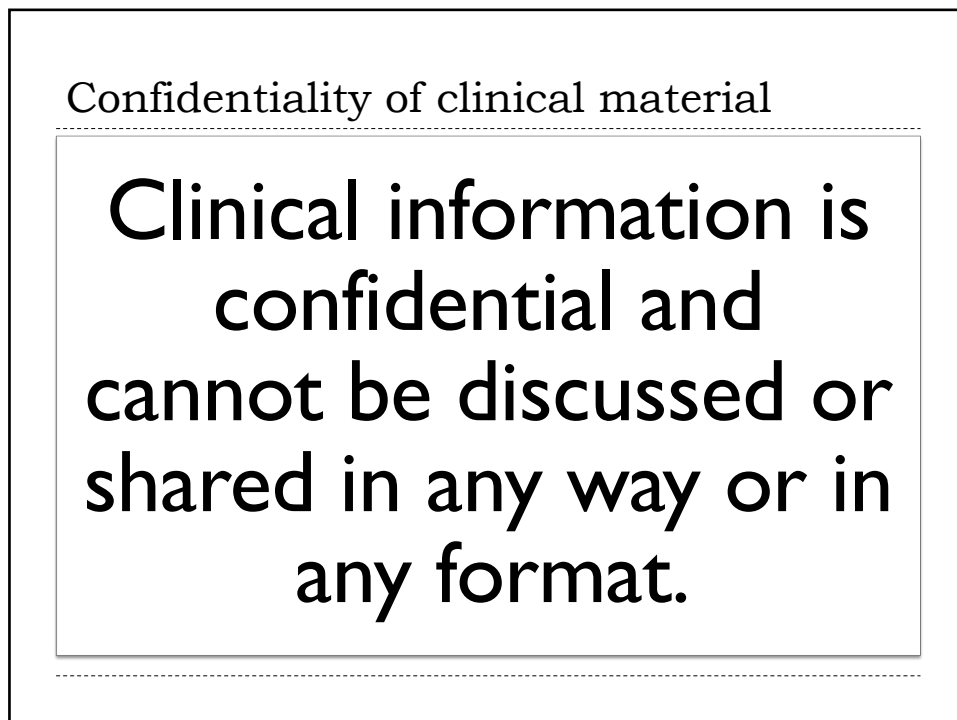 Confidentiality of clinical material
Clinical information is
confidential and
cannot be discussed or
shared in any way or in
any format.